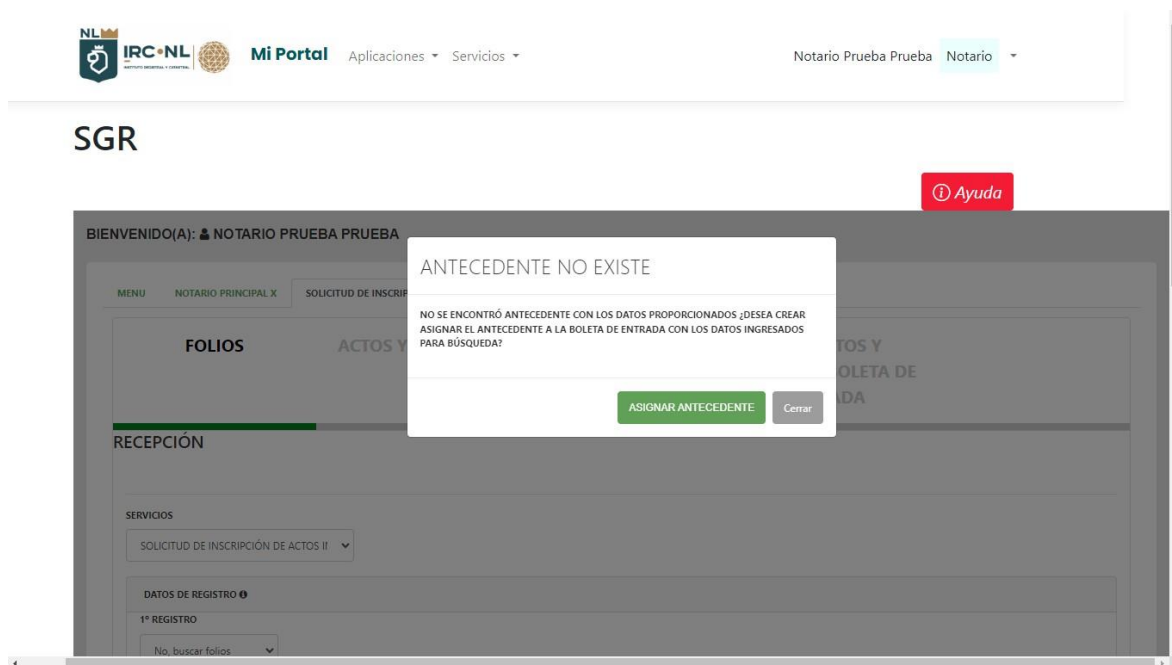 NL
IRC•NL
Mi Portal Aplicaciones Servicios Notario Prueba Prueba Notario
SGR
Ayuda
BIENVENIDO(A): NOTARIO PRUEBA PRUEBA
ANTECEDENTE NO EXISTE
MENU NOTARIO PRINCIPAL X SOLICITUD DE INSCRIP
NO SE ENCONTRÓ ANTECEDENTE CON LOS DATOS PROPORCIONADOS ¿DESEA CREAR
ASIGNAR EL ANTECEDENTE A LA BOLETA DE ENTRADA CON LOS DATOS INGRESADOS
PARA BÚSQUEDA?
FOLIOS ACTOS Y TOS Y
OLETA DE
DA
ASIGNAR ANTECEDENTE Cerrar
RECEPCIÓN
SERVICIOS
SOLICITUD DE INSCRIPCIÓN DE ACTOS II
DATOS DE REGISTRO
1º REGISTRO
No, buscar folios